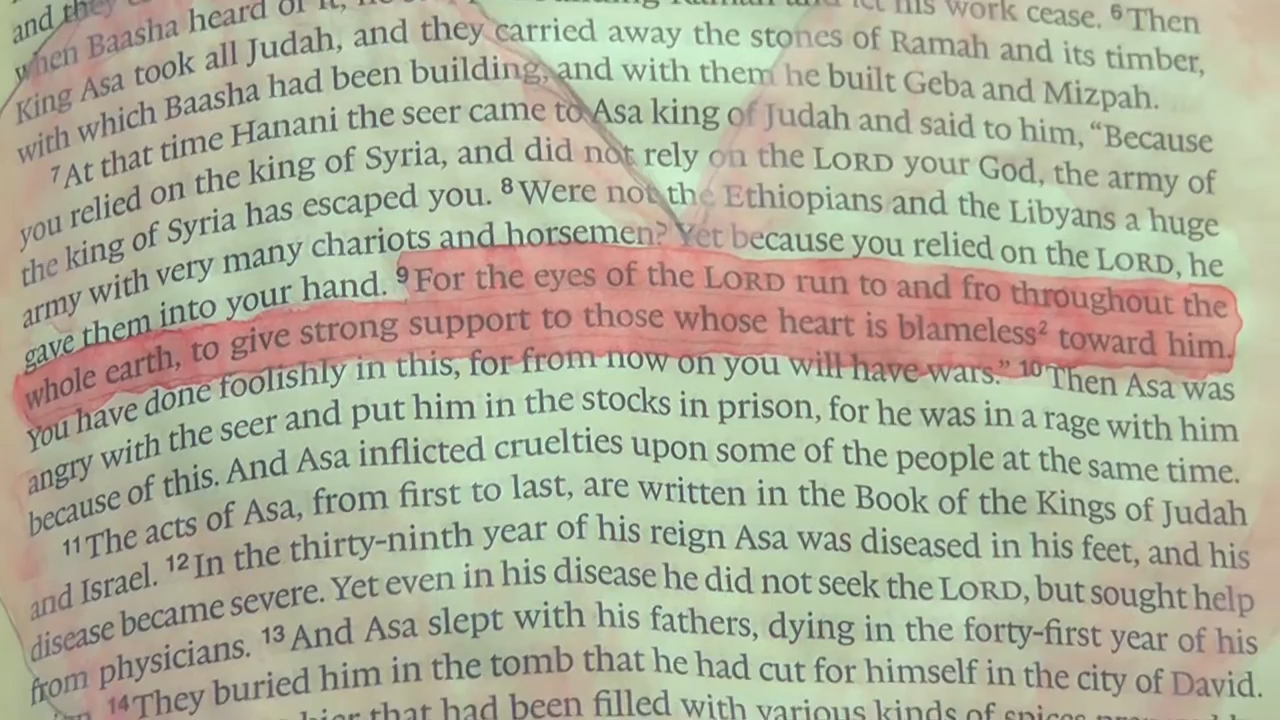 and they
when Baasha heard of it, let his work cease. 6 Then
King Asa took all Judah, and they carried away the stones of Ramah and its timber,
with which Baasha had been building, and with them he built Geba and Mizpah.
7 At that time Hanani the seer came to Asa king of Judah and said to him, “Because
you relied on the king of Syria, and did not rely on the LORD your God, the army of
the king of Syria has escaped you. 8 Were not the Ethiopians and the Libyans a huge
army with very many chariots and horsemen? Yet because you relied on the LORD, he
gave them into your hand. 9 For the eyes of the LORD run to and fro throughout the
whole earth, to give strong support to those whose heart is blameless2 toward him.
You have done foolishly in this, for from now on you will have wars.” 10 Then Asa was
angry with the seer and put him in the stocks in prison, for he was in a rage with him
because of this. And Asa inflicted cruelties upon some of the people at the same time.
11 The acts of Asa, from first to last, are written in the Book of the Kings of Judah
and Israel. 12 In the thirty-ninth year of his reign Asa was diseased in his feet, and his
disease became severe. Yet even in his disease he did not seek the LORD, but sought help
from physicians. 13 And Asa slept with his fathers, dying in the forty-first year of his
14 They buried him in the tomb that he had cut for himself in the city of David.
that had been filled with various kinds of spices